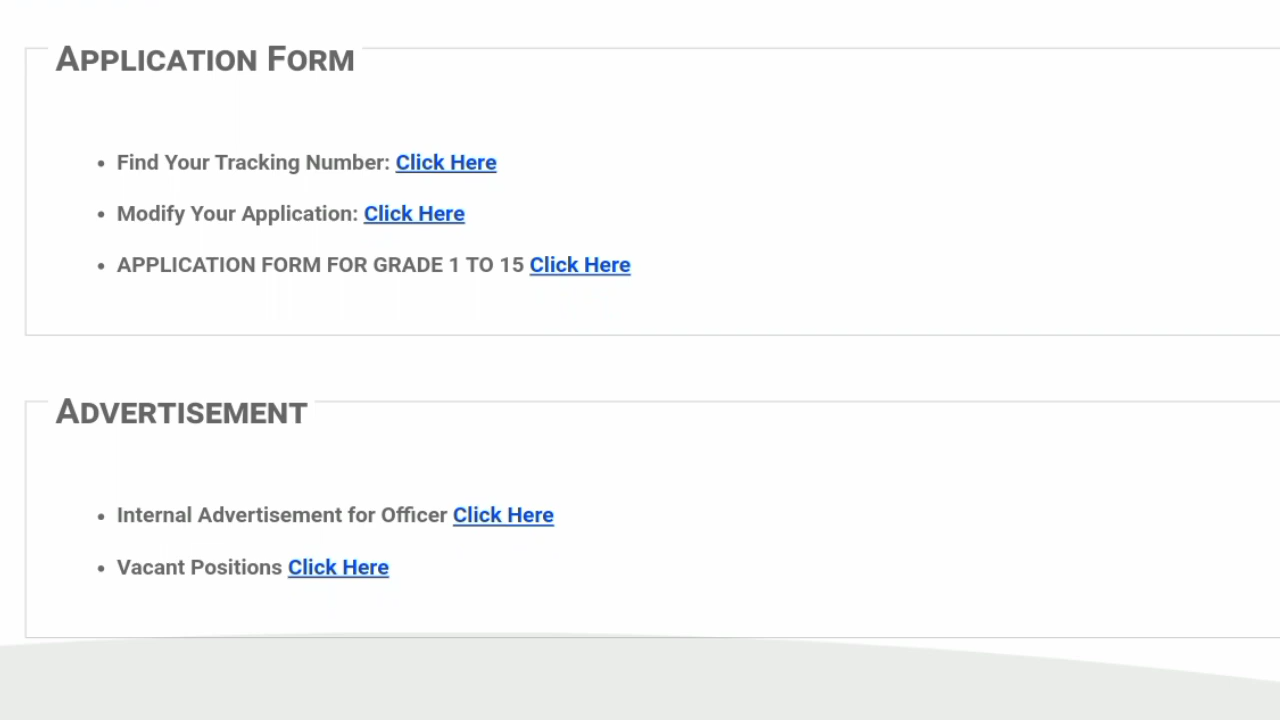 Application Form
Find Your Tracking Number: Click Here
Modify Your Application: Click Here
APPLICATION FORM FOR GRADE 1 TO 15 Click Here
Advertisement
Internal Advertisement for Officer Click Here
Vacant Positions Click Here